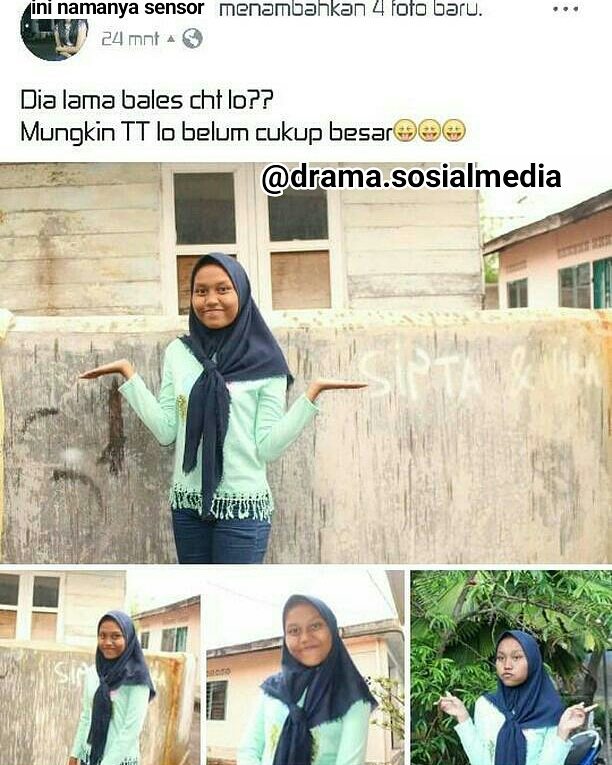 ini namanya sensor menambahkan 4 foto baru.
24 mnt
Dia lama bales cht lo??
Mungkin TT lo belum cukup besar😜😜😜
@drama.sosialmedia
SIPTA &